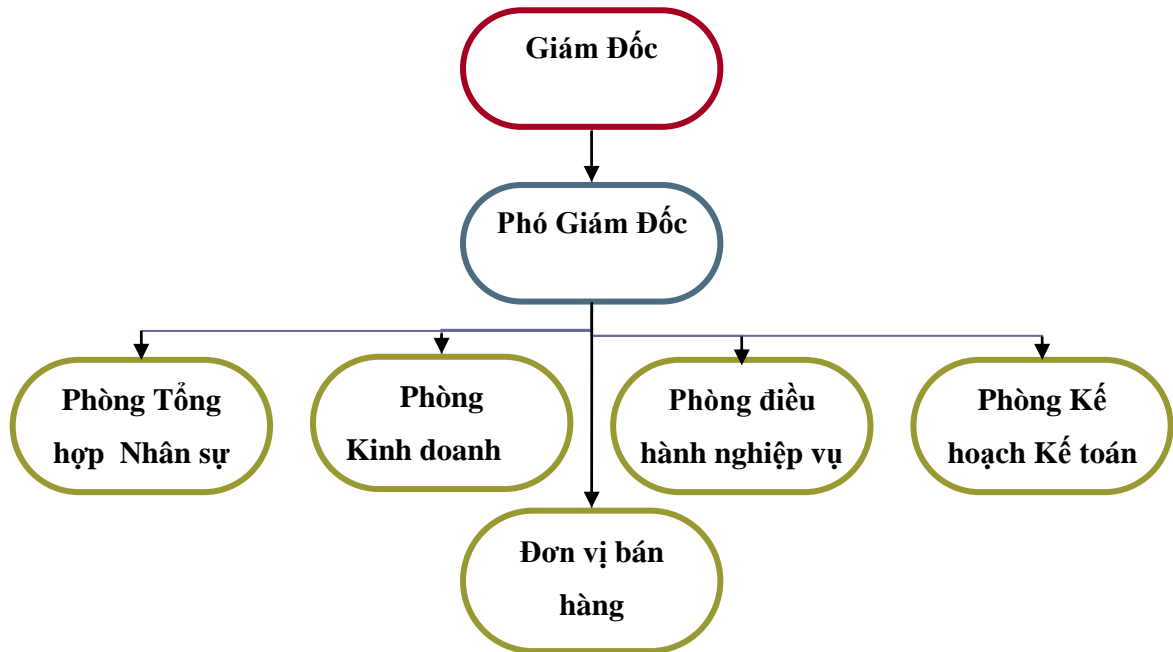 Giám Đốc
Phó Giám Đốc
Phòng Tổng
hợp Nhân sự
Phòng
Kinh doanh
Phòng điều
hành nghiệp vụ
Phòng Kế
hoạch Kế toán
Đơn vị bán
hàng